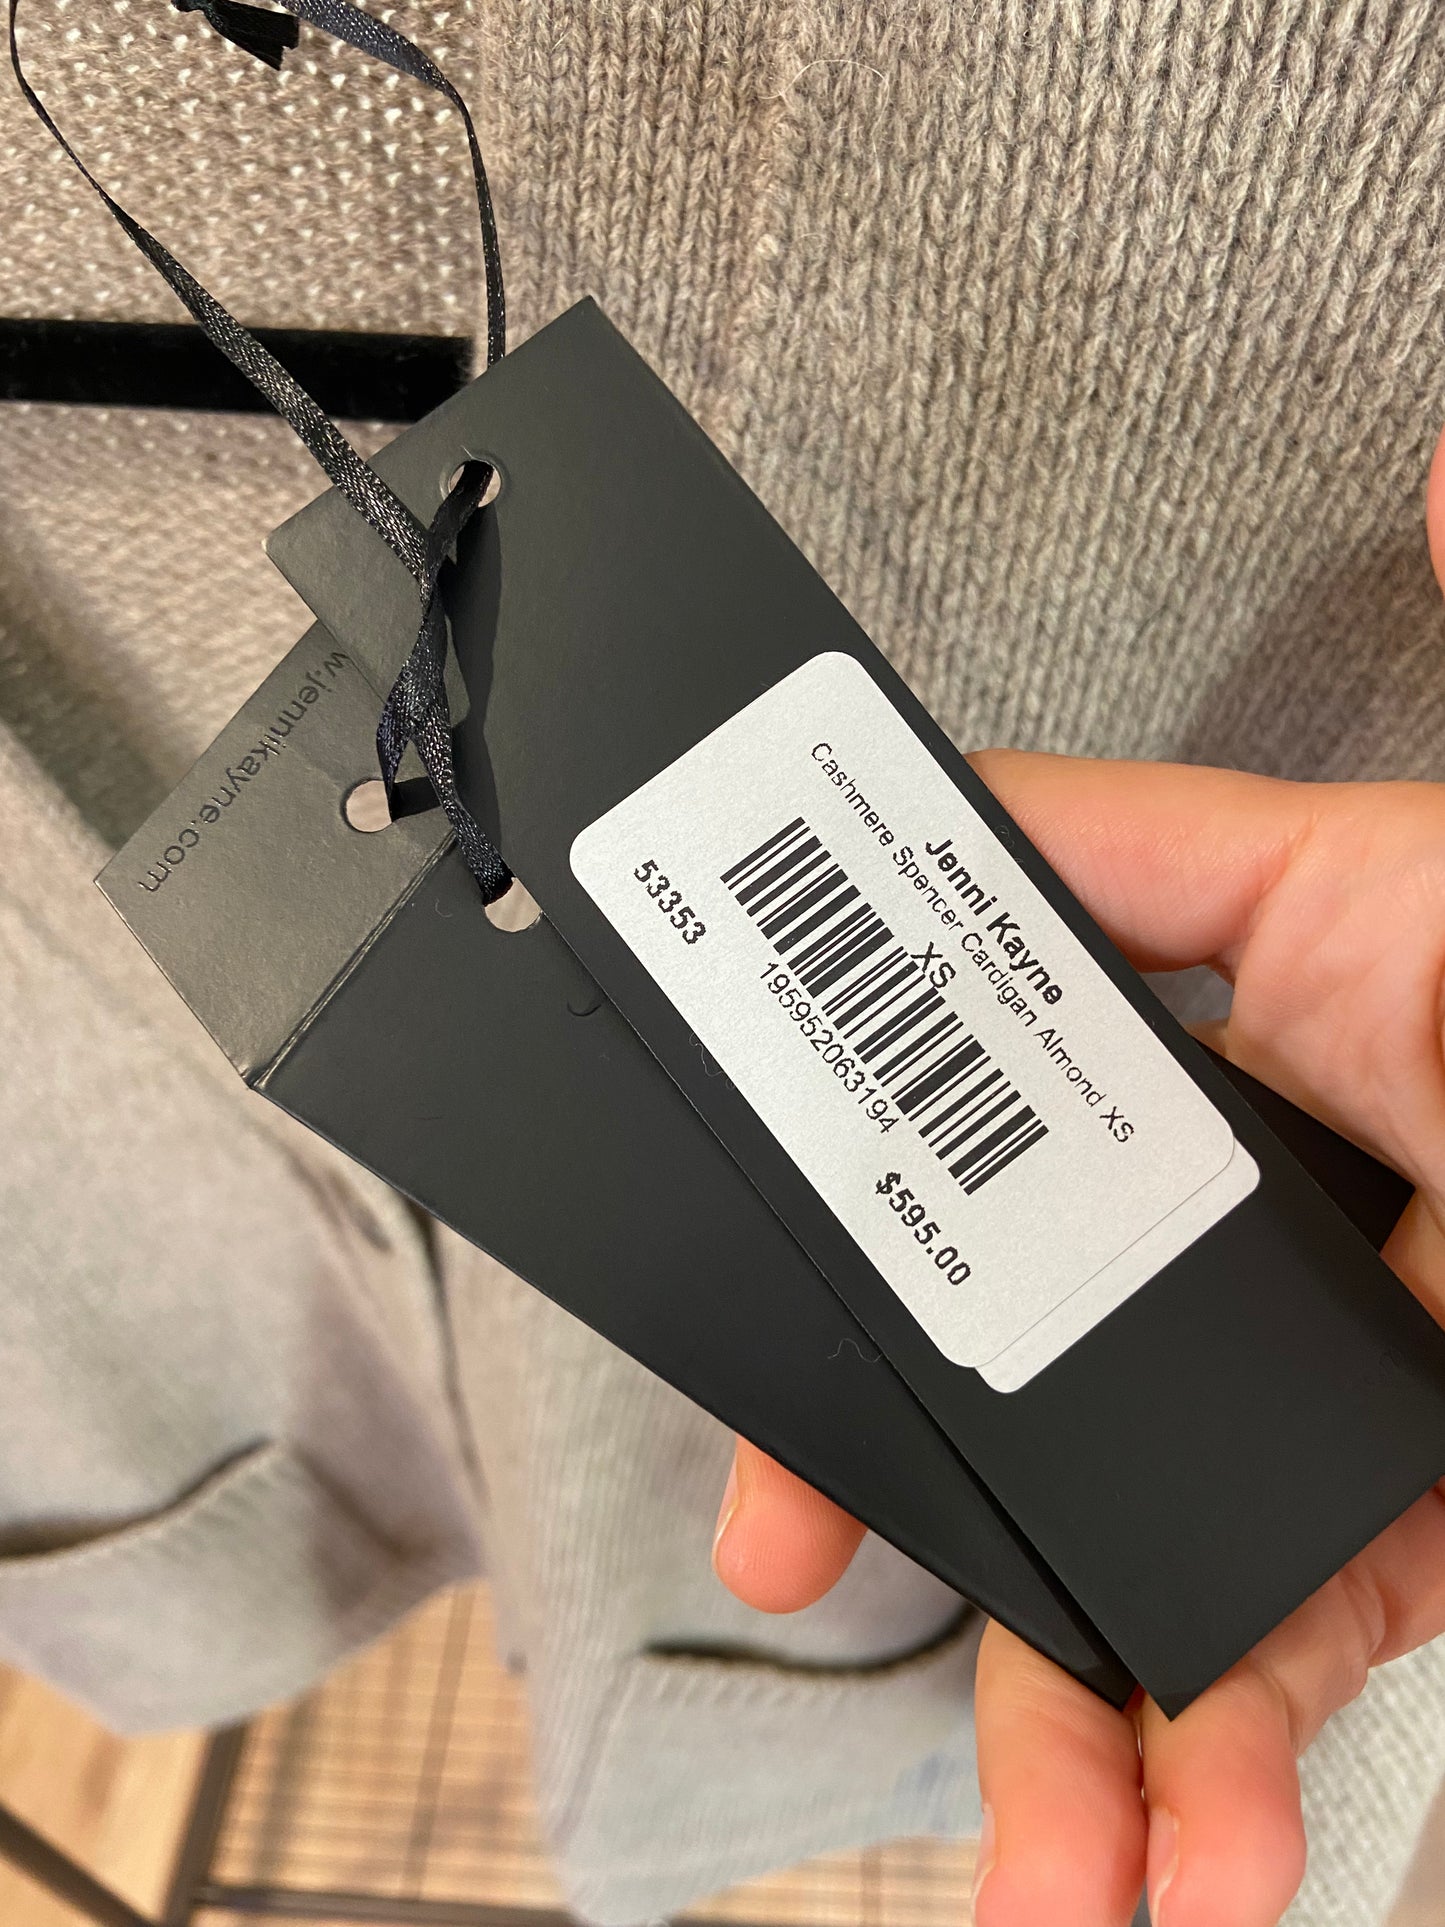 w.jennikayne.com
Jenni Kayne
Cashmere Spencer Cardigan Almond XS
XS
195952063194
53353
$595.00